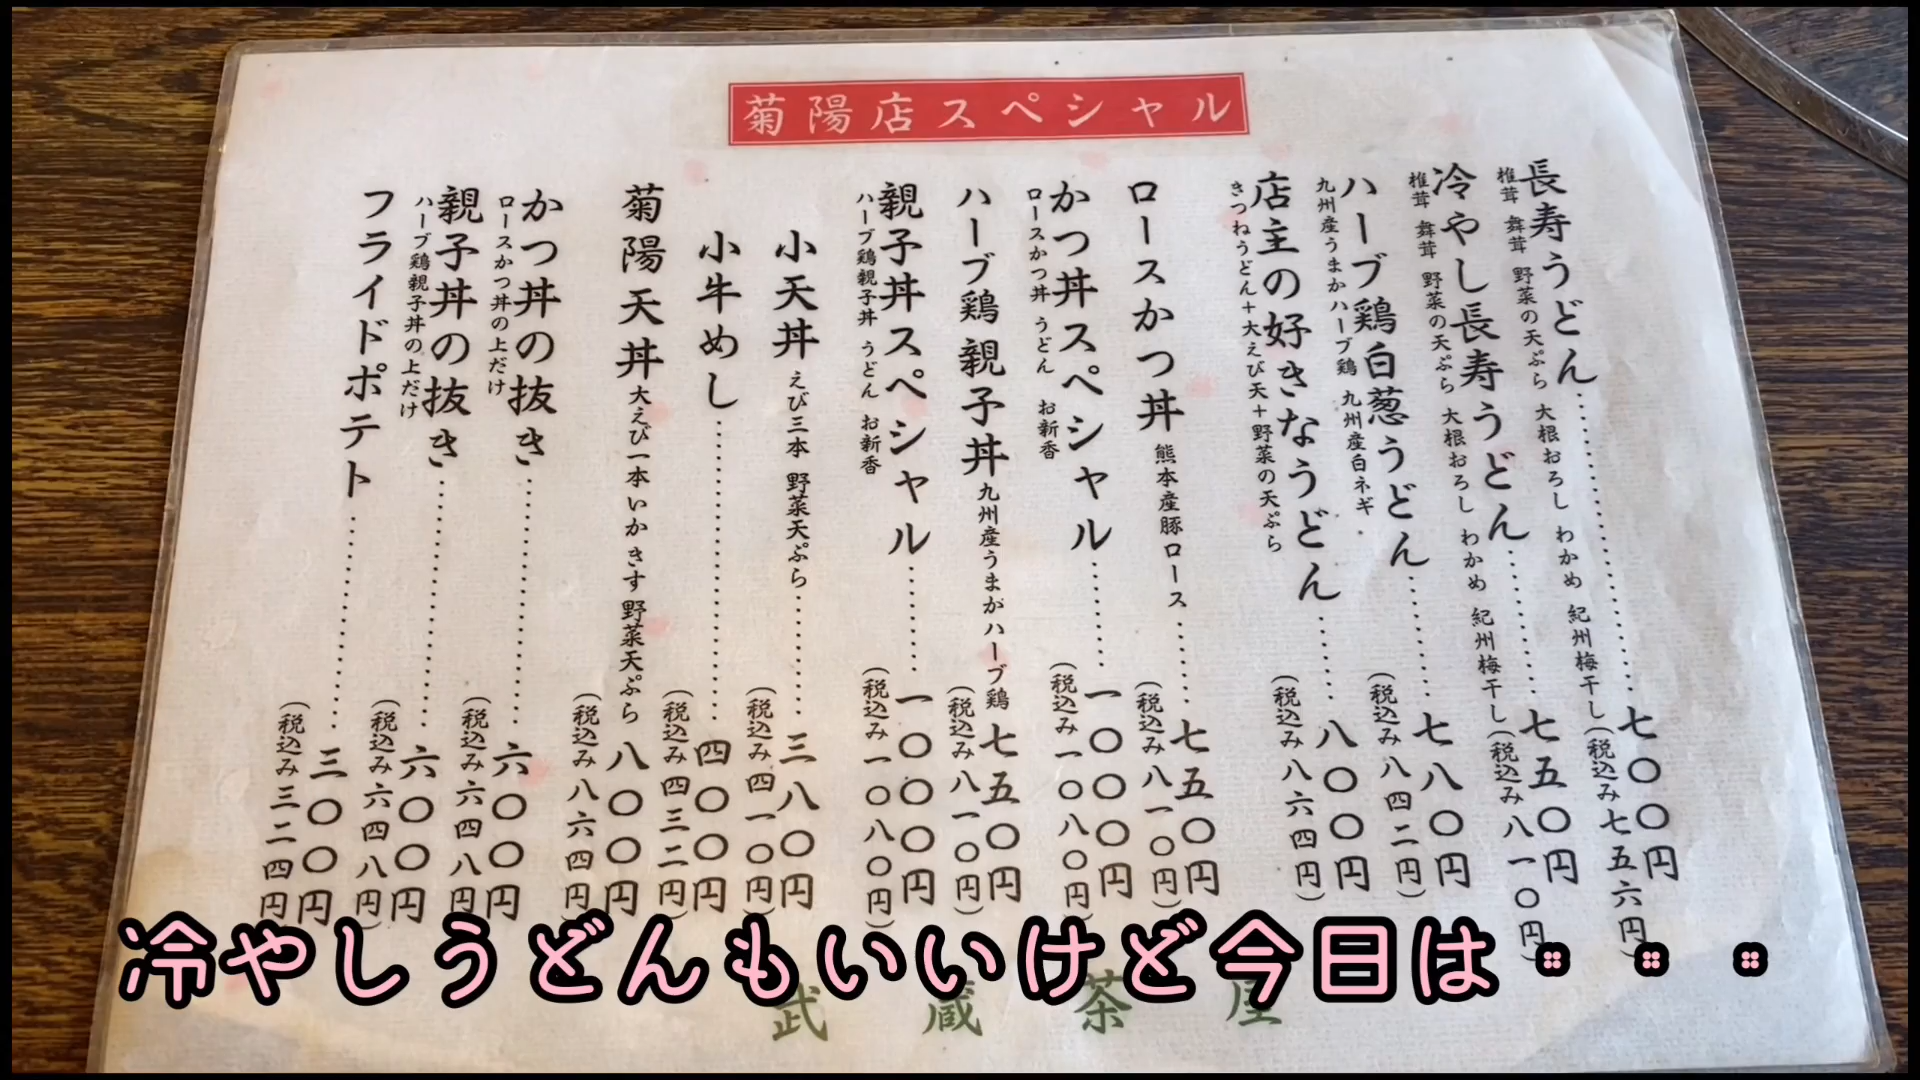 菊陽店スペシャル
長寿うどん‥‥‥‥‥‥七〇〇円
椎茸 舞茸 野菜の天ぷら 大根おろし わかめ 紀州梅干し(税込み七五六円)
冷やし長寿うどん‥‥‥‥七五〇円
椎茸 舞茸 野菜の天ぷら 大根おろし わかめ 紀州梅干し(税込み八一〇円)
ハーブ鶏白葱うどん‥‥‥‥七八〇円
九州産うまかハーブ鶏 九州産白ネギ
(税込み八四二円)
店主の好きなうどん‥‥‥八〇〇円
きつねうどん+大えび天+野菜の天ぷら
(税込み八六四円)
ロースかつ丼 熊本産豚ロース‥‥‥七五〇円
(税込み八一〇円)
かつ丼スペシャル‥‥‥‥一〇〇〇円
ロースかつ丼 うどん お新香
(税込み一〇八〇円)
ハーブ鶏親子丼 九州産うまかハーブ鶏 七五〇円
(税込み八一〇円)
親子丼スペシャル‥‥‥‥一〇〇〇円
ハーブ鶏親子丼 うどん お新香
(税込み一〇八〇円)
小天丼 えび三本 野菜天ぷら‥‥‥‥三八〇円
(税込み四一〇円)
小牛めし‥‥‥‥‥‥‥四〇〇円
(税込み四三二円)
菊陽天丼 大えび一本 いか きす 野菜天ぷら 八〇〇円
(税込み八六四円)
かつ丼の抜き‥‥‥‥‥‥六〇〇円
ロースかつ丼の上だけ
(税込み六四八円)
親子丼の抜き‥‥‥‥‥‥六〇〇円
ハーブ鶏親子丼の上だけ
(税込み六四八円)
フライドポテト‥‥‥‥‥‥三〇〇円
(税込み三二四円)
武蔵茶屋
冷やしうどんもいいけど今日は・・・